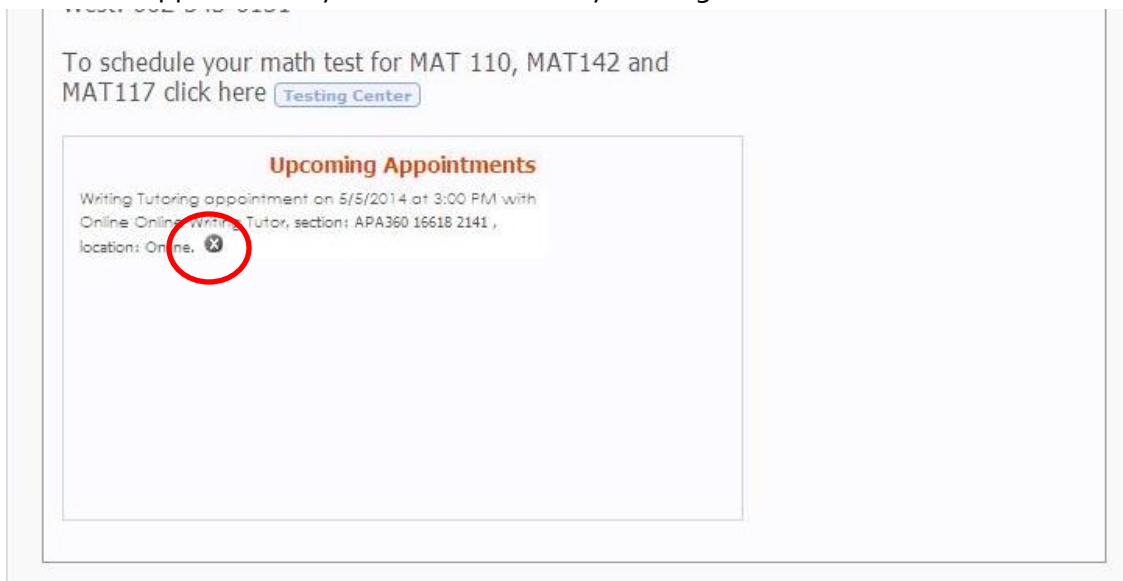 To schedule your math test for MAT 110, MAT142 and
MAT117 click here Testing Center
Upcoming Appointments
Writing Tutoring appointment on 5/5/2014 at 3:00 PM with
Online Online Writing Tutor, section: APA360 16618 2141 ,
location: Online.